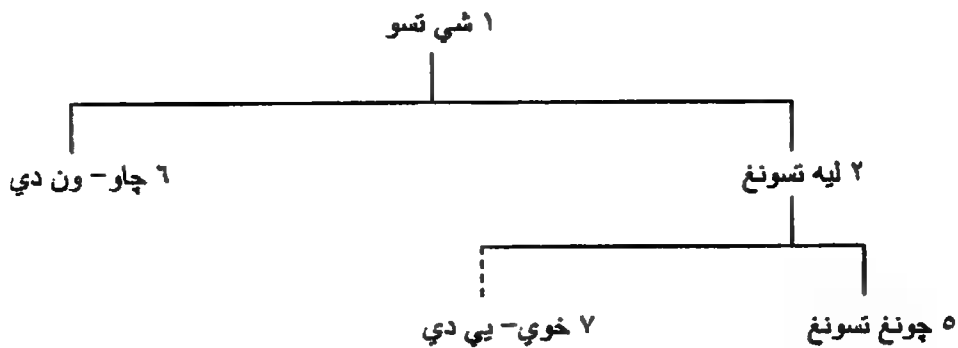 ١ شي تسو
٢ ليه تسونغ
٦ چاو- ون دي
٥ چونغ تسونغ
٧ خوي- يي دي